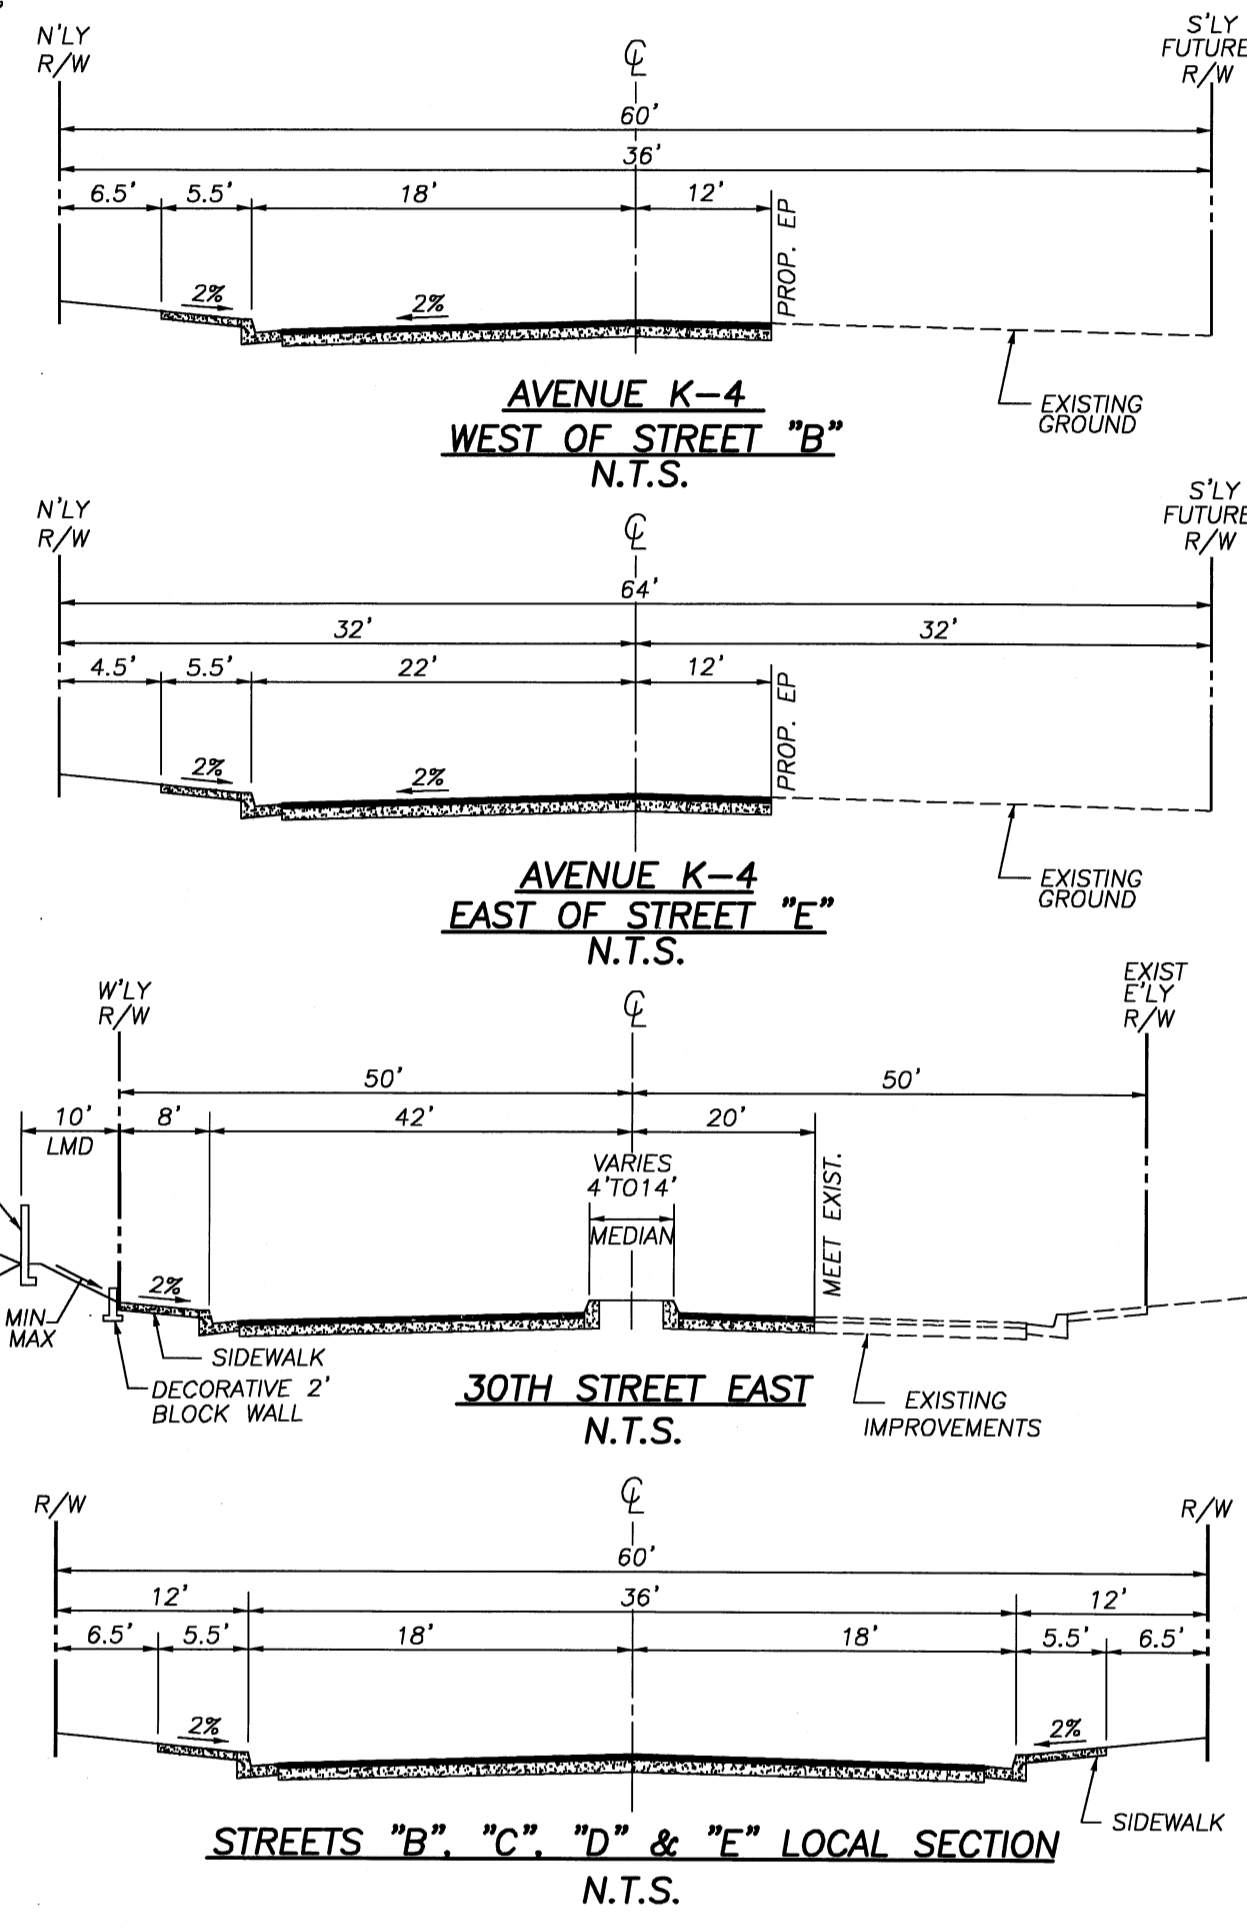 N'LY
R/W
℄
S'LY
FUTURE
R/W
60'
36'
6.5' 5.5' 18' 12'
PROP. EP
2% 2%
EXISTING
GROUND
AVENUE K-4
WEST OF STREET "B"
N.T.S.
N'LY
R/W
℄
S'LY
FUTURE
R/W
64'
32' 32'
4.5' 5.5' 22' 12'
PROP. EP
2% 2%
EXISTING
GROUND
AVENUE K-4
EAST OF STREET "E"
N.T.S.
W'LY
R/W
℄
EXIST
E'LY
R/W
50' 50'
10' 8' 42' 20'
LMD
VARIES
4'TO14'
MEDIAN
MEET EXIST.
2%
MIN
MAX
SIDEWALK
DECORATIVE 2'
BLOCK WALL
EXISTING
IMPROVEMENTS
30TH STREET EAST
N.T.S.
R/W
℄
R/W
60'
12' 36' 12'
6.5' 5.5' 18' 18' 5.5' 6.5'
2% 2%
SIDEWALK
STREETS "B", "C", "D" & "E" LOCAL SECTION
N.T.S.